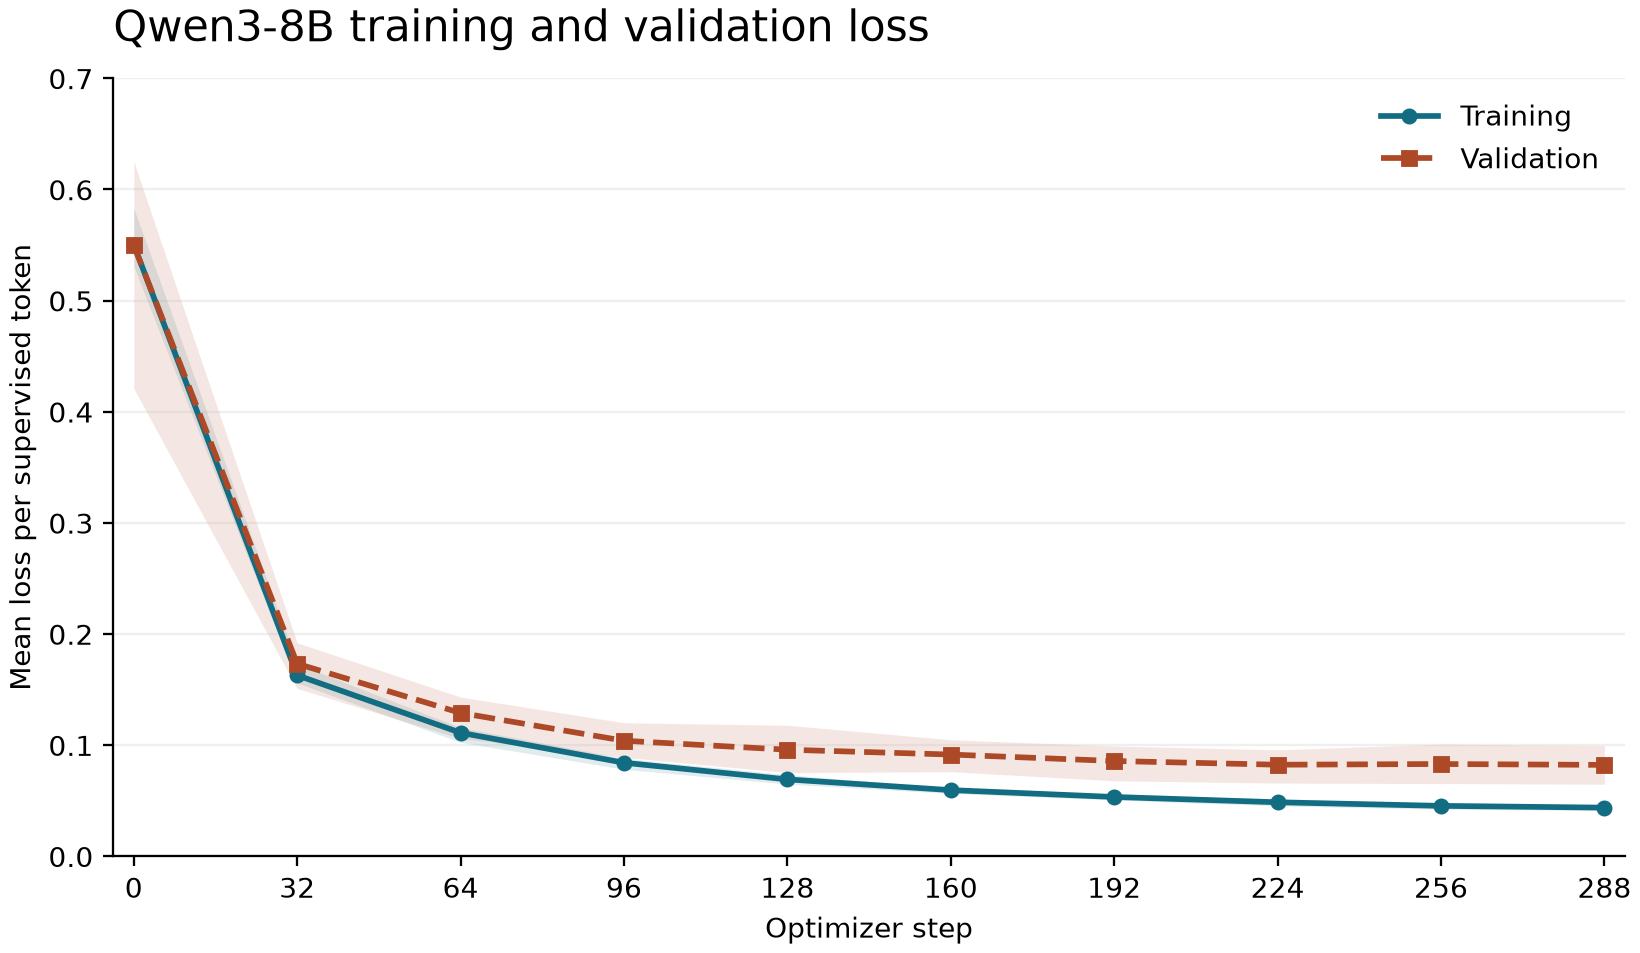 Qwen3-8B training and validation loss
Mean loss per supervised token
0.7
0.6
0.5
0.4
0.3
0.2
0.1
0.0
Training
Validation
0 32 64 96 128 160 192 224 256 288
Optimizer step